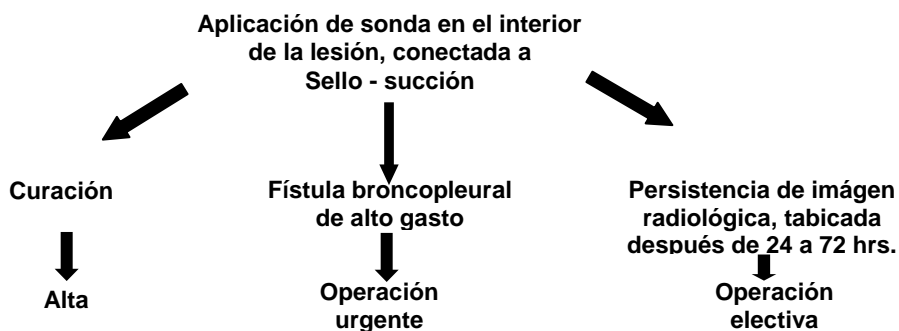 Aplicación de sonda en el interior
de la lesión, conectada a
Sello - succión
Curación
Fístula broncopleural
de alto gasto
Persistencia de imágen
radiológica, tabicada
después de 24 a 72 hrs.
Alta
Operación
urgente
Operación
electiva